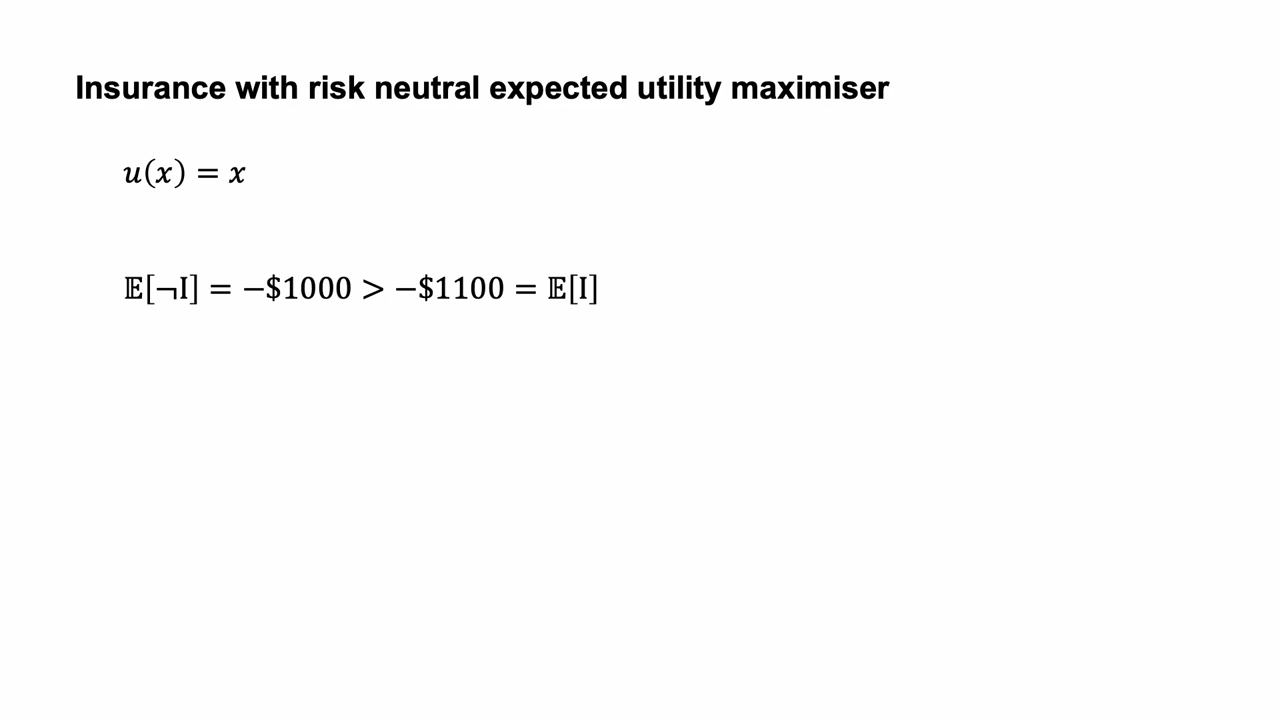 Insurance with risk neutral expected utility maximiser
𝑢(𝑥) = 𝑥
𝔼[¬I] = −$1000 > −$1100 = 𝔼[I]